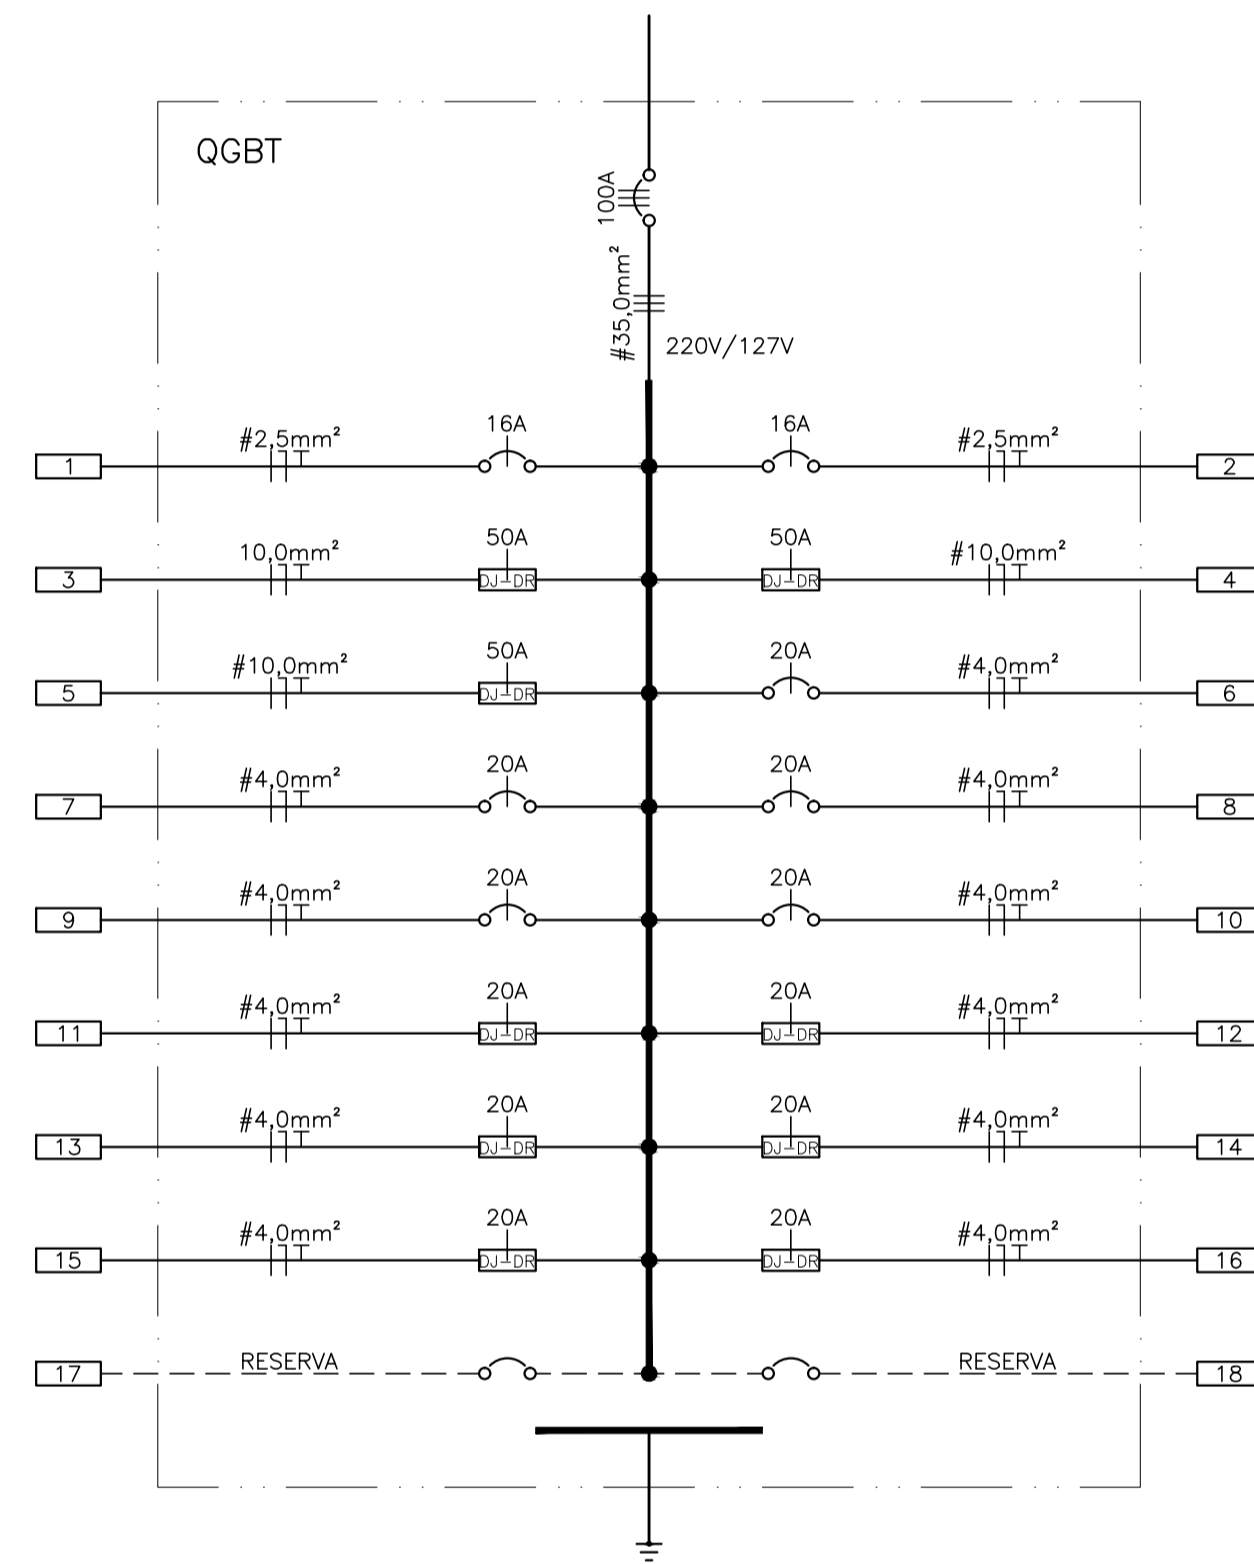 QGBT
100A
#35,0mm²
220V/127V
#2,5mm² 16A 16A #2,5mm²
1 2
10,0mm² 50A 50A #10,0mm²
3 DJ-DR DJ-DR 4
#10,0mm² 50A 20A #4,0mm²
5 DJ-DR 6
#4,0mm² 20A 20A #4,0mm²
7 8
#4,0mm² 20A 20A #4,0mm²
9 10
#4,0mm² 20A 20A #4,0mm²
11 DJ-DR DJ-DR 12
#4,0mm² 20A 20A #4,0mm²
13 DJ-DR DJ-DR 14
#4,0mm² 20A 20A #4,0mm²
15 DJ-DR DJ-DR 16
RESERVA RESERVA
17 18